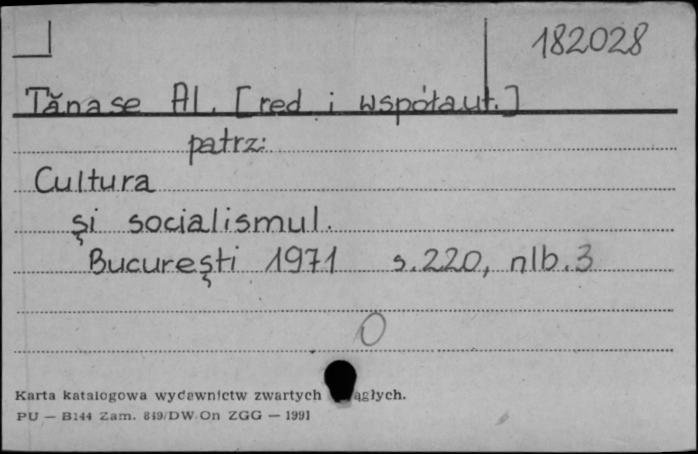 182028
Tănase Al. [red i współaut.]
patrz:
Cultura
şi socialismul.
Bucureşti 1971 s.220, nlb.3
0
Karta katalogowa wydawnictw zwartych
PU — B144 Zam. 849/DW On ZGG — 1991